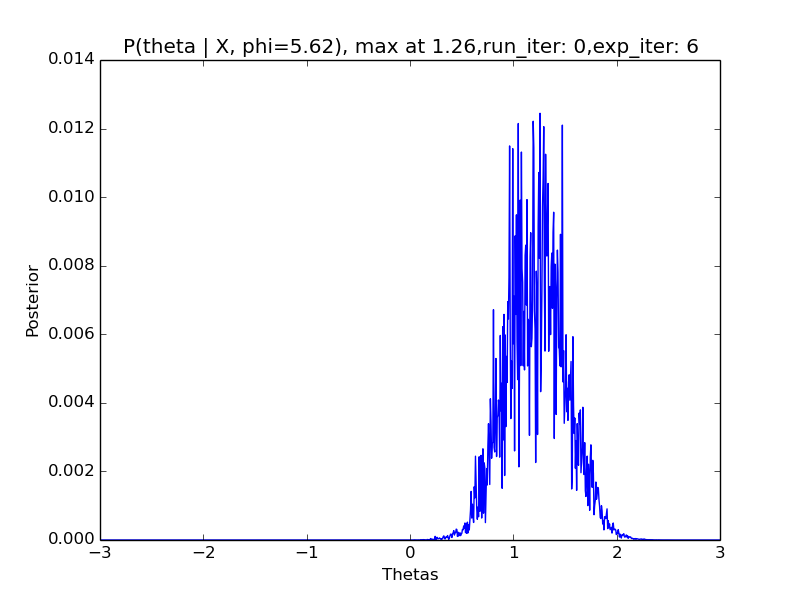 P(theta | X, phi=5.62), max at 1.26,run_iter: 0,exp_iter: 6
0.014
0.012
0.010
0.008
0.006
0.004
0.002
0.000
Posterior
−3 −2 −1 0 1 2 3
Thetas